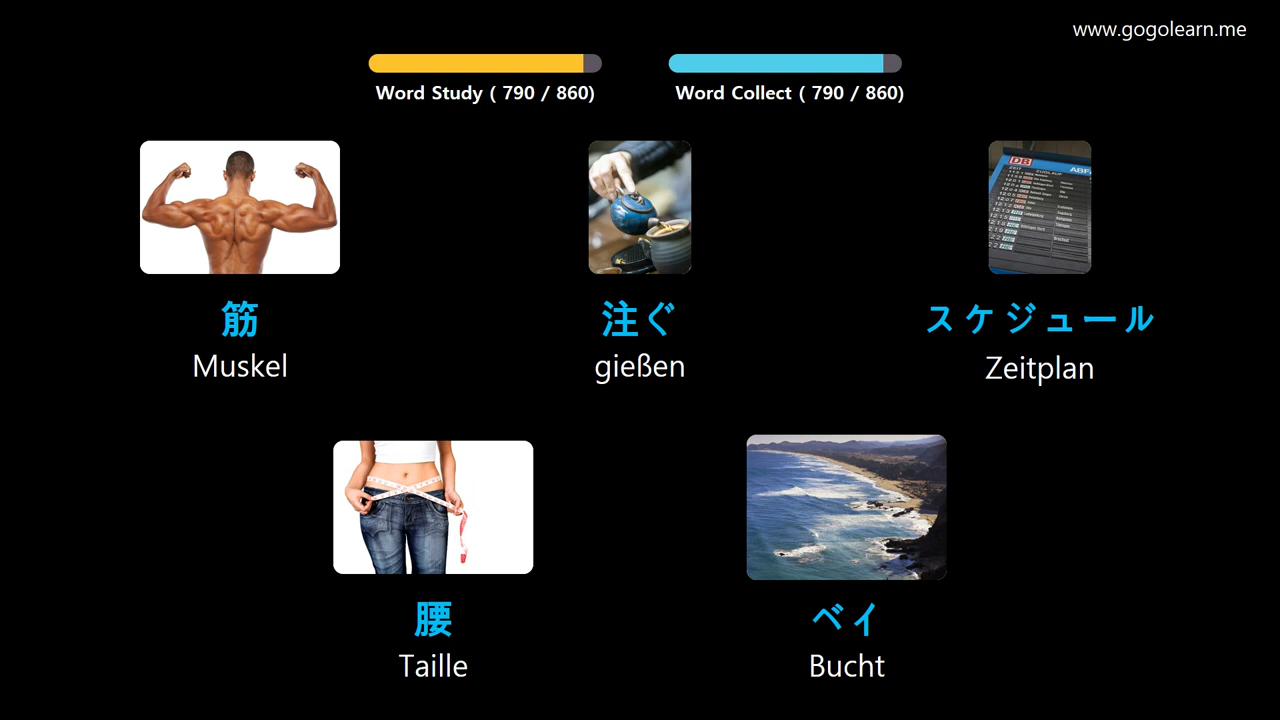 www.gogolearn.me
Word Study ( 790 / 860)
Word Collect ( 790 / 860)
DB
筋
注ぐ
スケジュール
Muskel
gießen
Zeitplan
腰
ベイ
Taille
Bucht